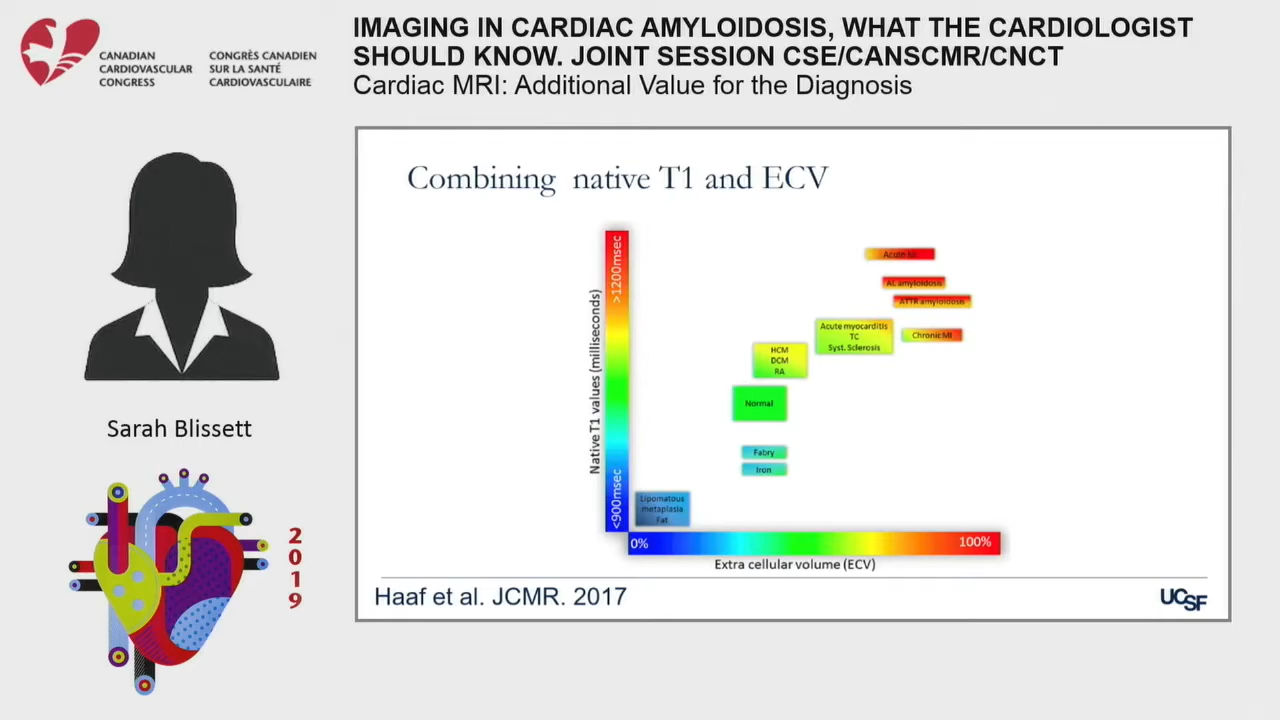 CANADIAN
CARDIOVASCULAR
CONGRESS
CONGRÈS CANADIEN
SUR LA SANTÉ
CARDIOVASCULAIRE
IMAGING IN CARDIAC AMYLOIDOSIS, WHAT THE CARDIOLOGIST
SHOULD KNOW. JOINT SESSION CSE/CANSCMR/CNCT
Cardiac MRI: Additional Value for the Diagnosis
Sarah Blissett
2019
Combining native T1 and ECV
Native T1 values (milliseconds)
>1200msec
<900msec
Acute MI
AL amyloidosis
ATTR amyloidosis
Acute myocarditis
TC
Syst. Sclerosis
Chronic MI
HCM
DCM
RA
Normal
Fabry
Iron
Lipomatous
metaplasia
Fat
0%
100%
Extra cellular volume (ECV)
Haaf et al. JCMR. 2017
UCSF